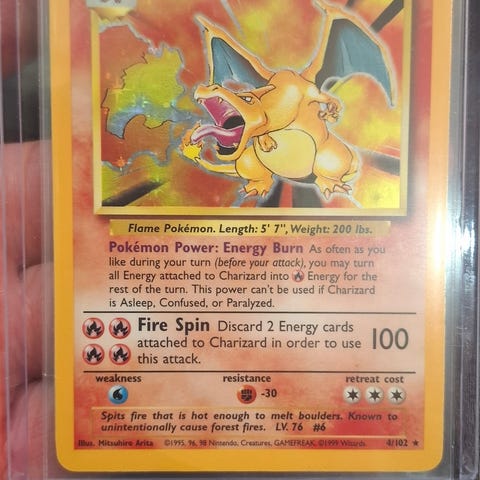 Flame Pokémon. Length: 5' 7", Weight: 200 lbs.
Pokémon Power: Energy Burn As often as you
like during your turn (before your attack), you may turn
all Energy attached to Charizard into Energy for the
rest of the turn. This power can't be used if Charizard
is Asleep, Confused, or Paralyzed.
Fire Spin Discard 2 Energy cards
attached to Charizard in order to use 100
this attack.
weakness resistance retreat cost
-30
Spits fire that is hot enough to melt boulders. Known to
unintentionally cause forest fires. LV. 76 #6
Illus. Mitsuhiro Arita ©1995, 96, 98 Nintendo, Creatures, GAMEFREAK. ©1999 Wizards. 4/102 ★